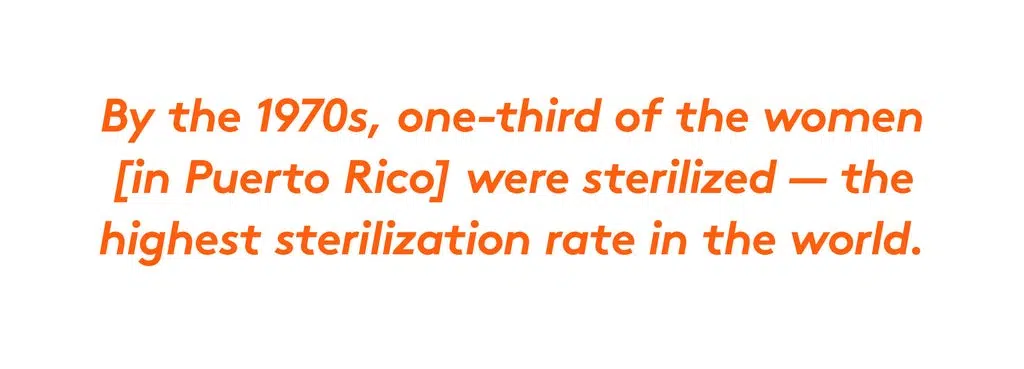 By the 1970s, one-third of the women
[in Puerto Rico] were sterilized — the
highest sterilization rate in the world.